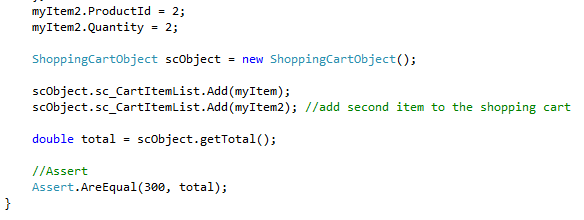 myItem2.ProductId = 2;
myItem2.Quantity = 2;
ShoppingCartObject scObject = new ShoppingCartObject();
scObject.sc_CartItemList.Add(myItem);
scObject.sc_CartItemList.Add(myItem2); //add second item to the shopping cart
double total = scObject.getTotal();
//Assert
Assert.AreEqual(300, total);
}